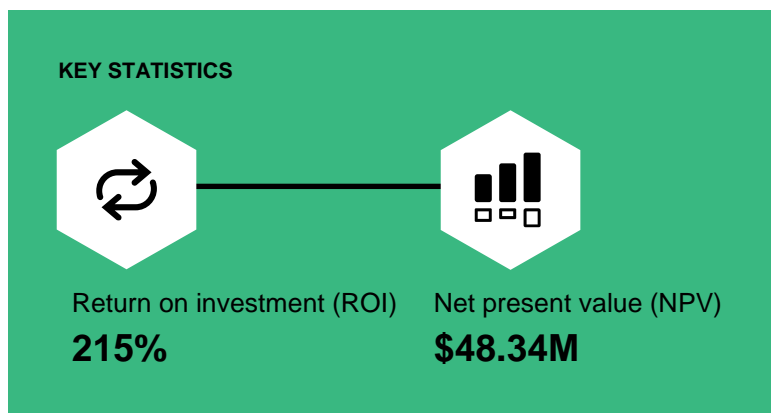 KEY STATISTICS
Return on investment (ROI)
215%
Net present value (NPV)
$48.34M